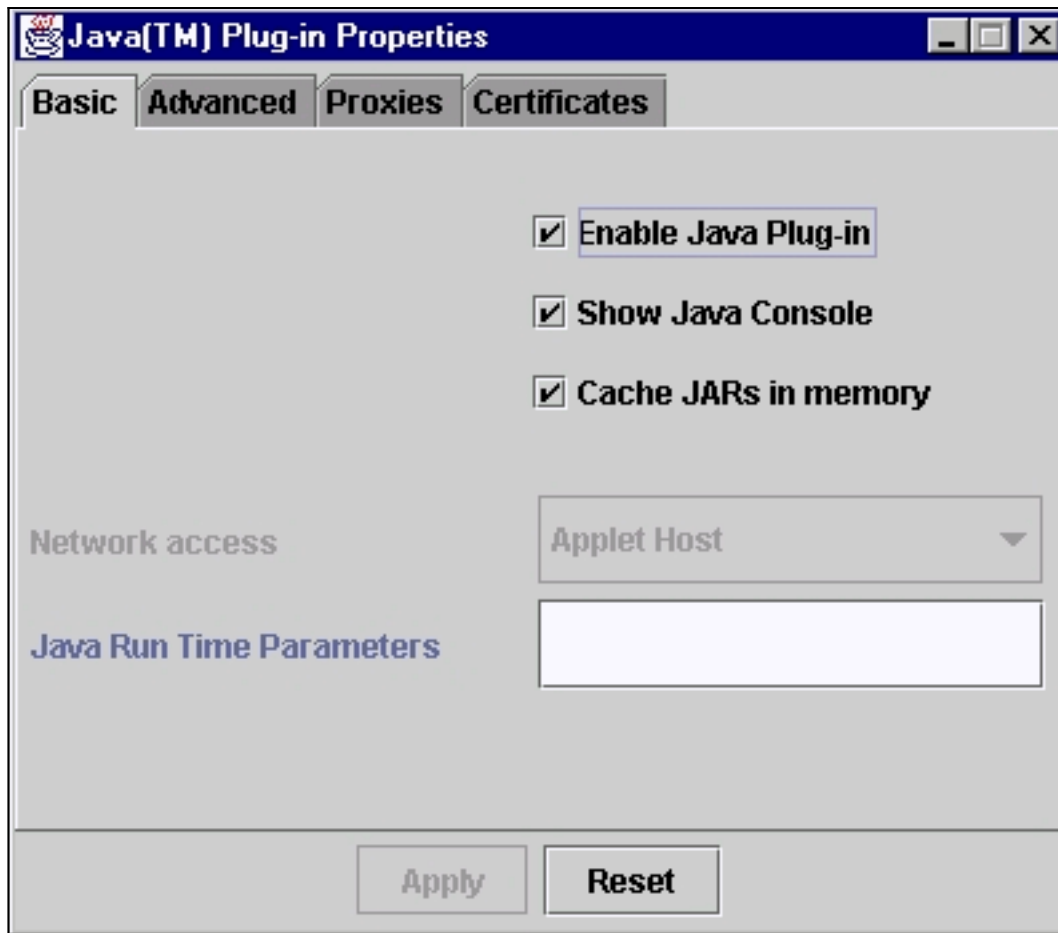 Java(TM) Plug-in Properties
Basic Advanced Proxies Certificates
Enable Java Plug-in
Show Java Console
Cache JARs in memory
Network access Applet Host
Java Run Time Parameters
Apply Reset